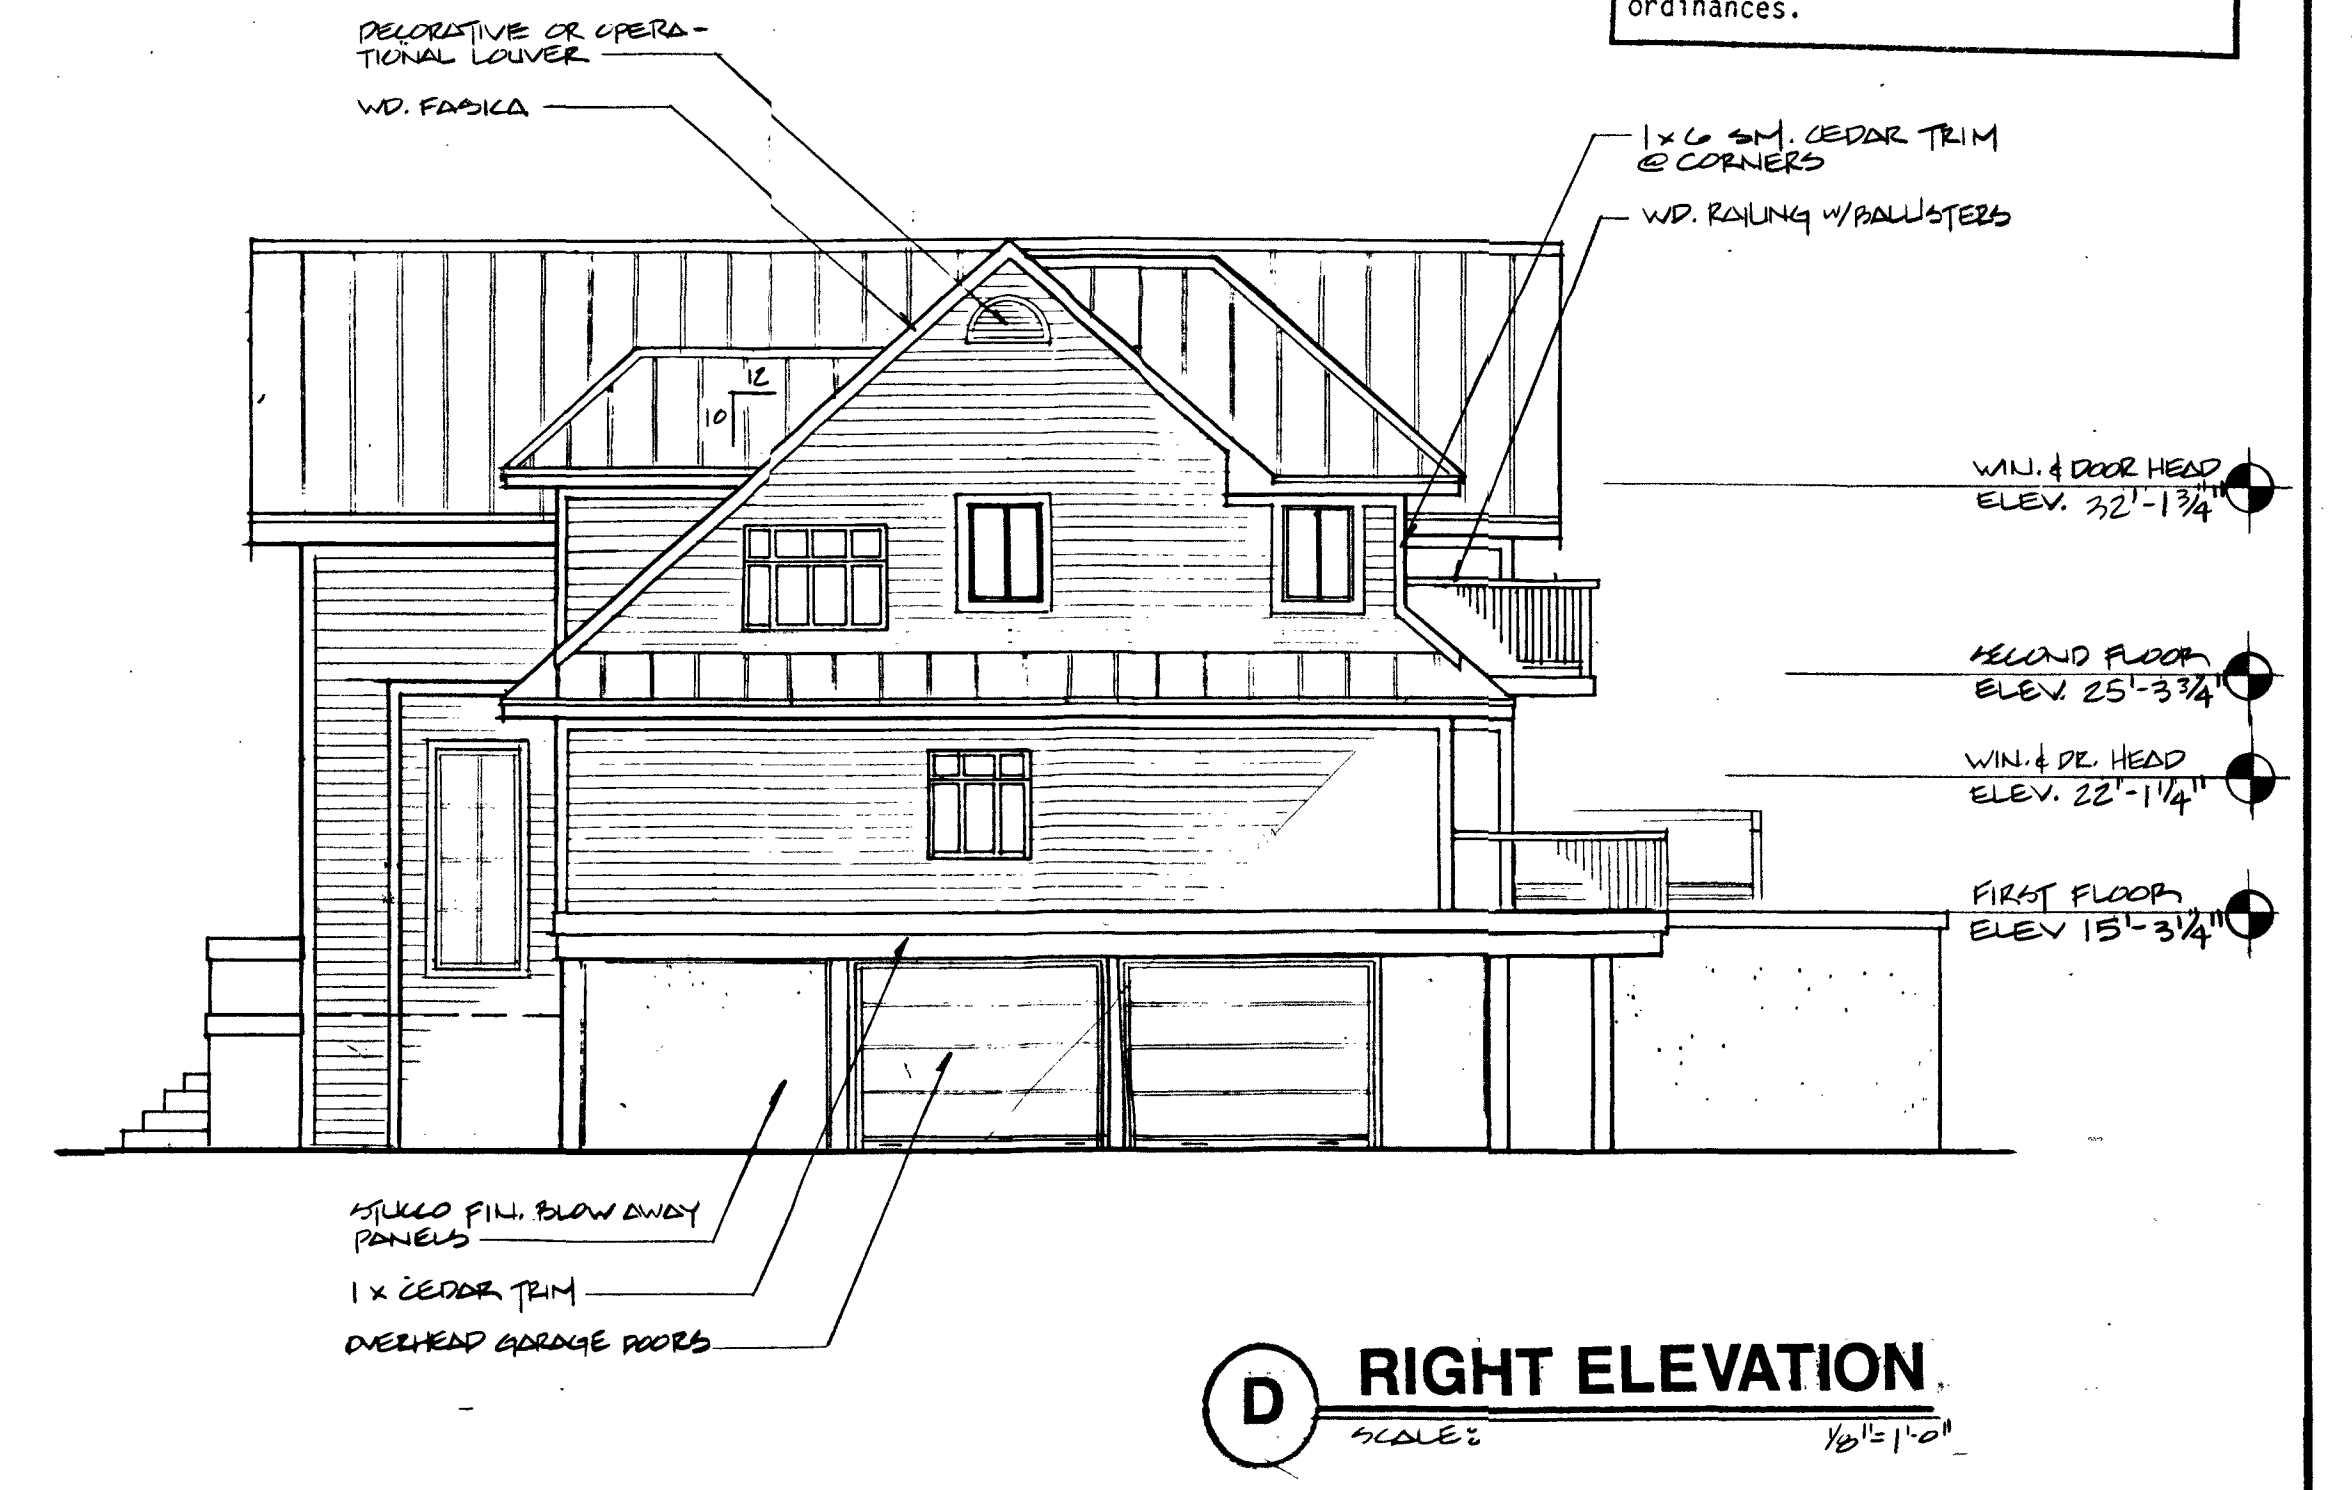 ordinances.
DECORATIVE OR OPERA-
TIONAL LOUVER
WD. FASICA
1x6 SM. CEDAR TRIM
@ CORNERS
WD. RAILING W/BALLISTERS
12
10
WIN. & DOOR HEAD
ELEV. 32'-1 3/4"
SECOND FLOOR
ELEV. 25'-3 3/4"
WIN. & DR. HEAD
ELEV. 22'-1 1/4"
FIRST FLOOR
ELEV 15'-3 1/4"
STUCCO FIN. BLOW AWAY
PANELS
1 x CEDAR TRIM
OVERHEAD GARAGE DOORS
D RIGHT ELEVATION
SCALE: 1/8"=1'-0"